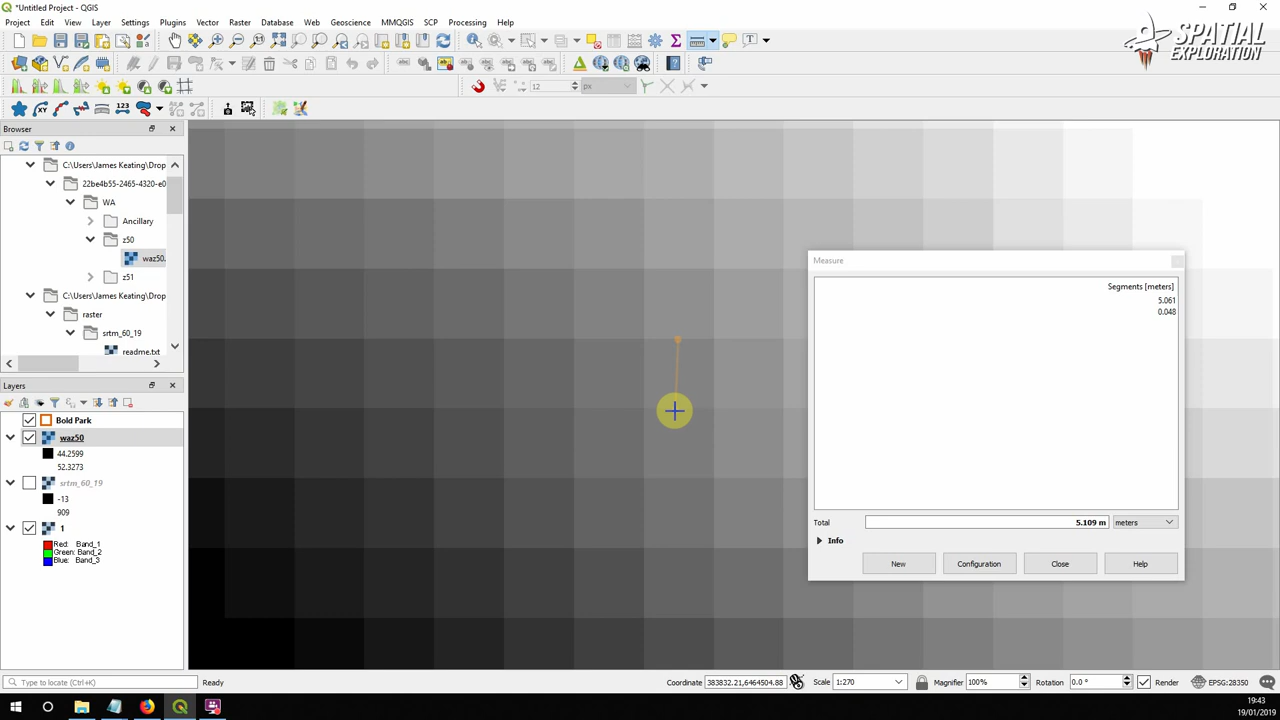 *Untitled Project - QGIS
Project Edit View Layer Settings Plugins Vector Raster Database Web Geoscience MMQGIS SCP Processing Help
SPATIAL
EXPLORATION
12
px
123
Browser
C:\Users\James Keating\Drop
22be4b55-2465-4320-e0
WA
Ancillary
z50
waz50.
z51
C:\Users\James Keating\Drop
raster
srtm_60_19
readme.txt
Layers
Bold Park
waz50
44.2599
52.3273
srtm_60_19
-13
909
1
Red: Band_1
Green: Band_2
Blue: Band_3
Measure
Segments [meters]
5.061
0.048
Total 5.109 m meters
Info
New Configuration Close Help
Type to locate (Ctrl+K) Ready Coordinate 383832.21,6464504.88 Scale 1:270 Magnifier 100% Rotation 0.0 ° Render EPSG:28350
19:43
19/01/2019